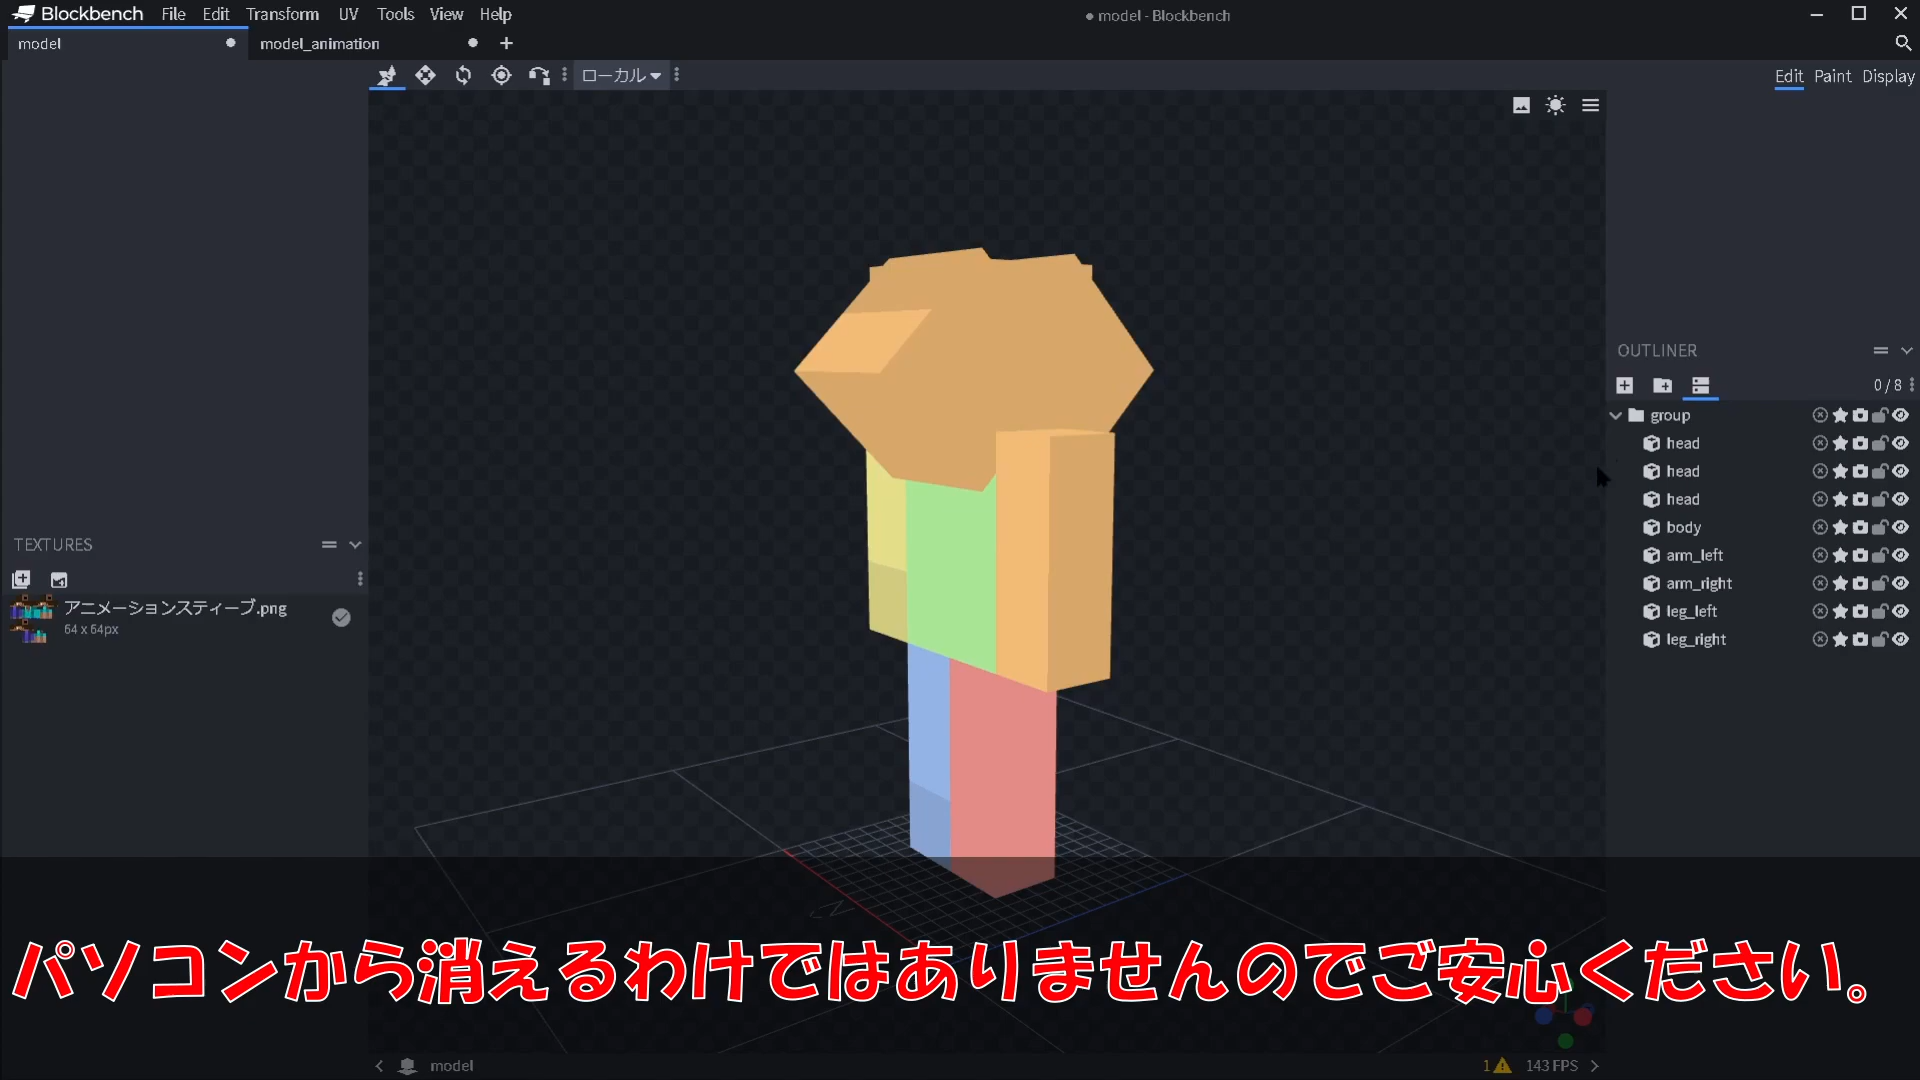 Blockbench File Edit Transform UV Tools View Help
● model - Blockbench
model
model_animation
ローカル
Edit Paint Display
OUTLINER
0 / 8
group
head
head
head
body
arm_left
arm_right
leg_left
leg_right
TEXTURES
アニメーションスティーブ.png
64 x 64px
パソコンから消えるわけではありませんのでご安心ください。
model
1
143 FPS